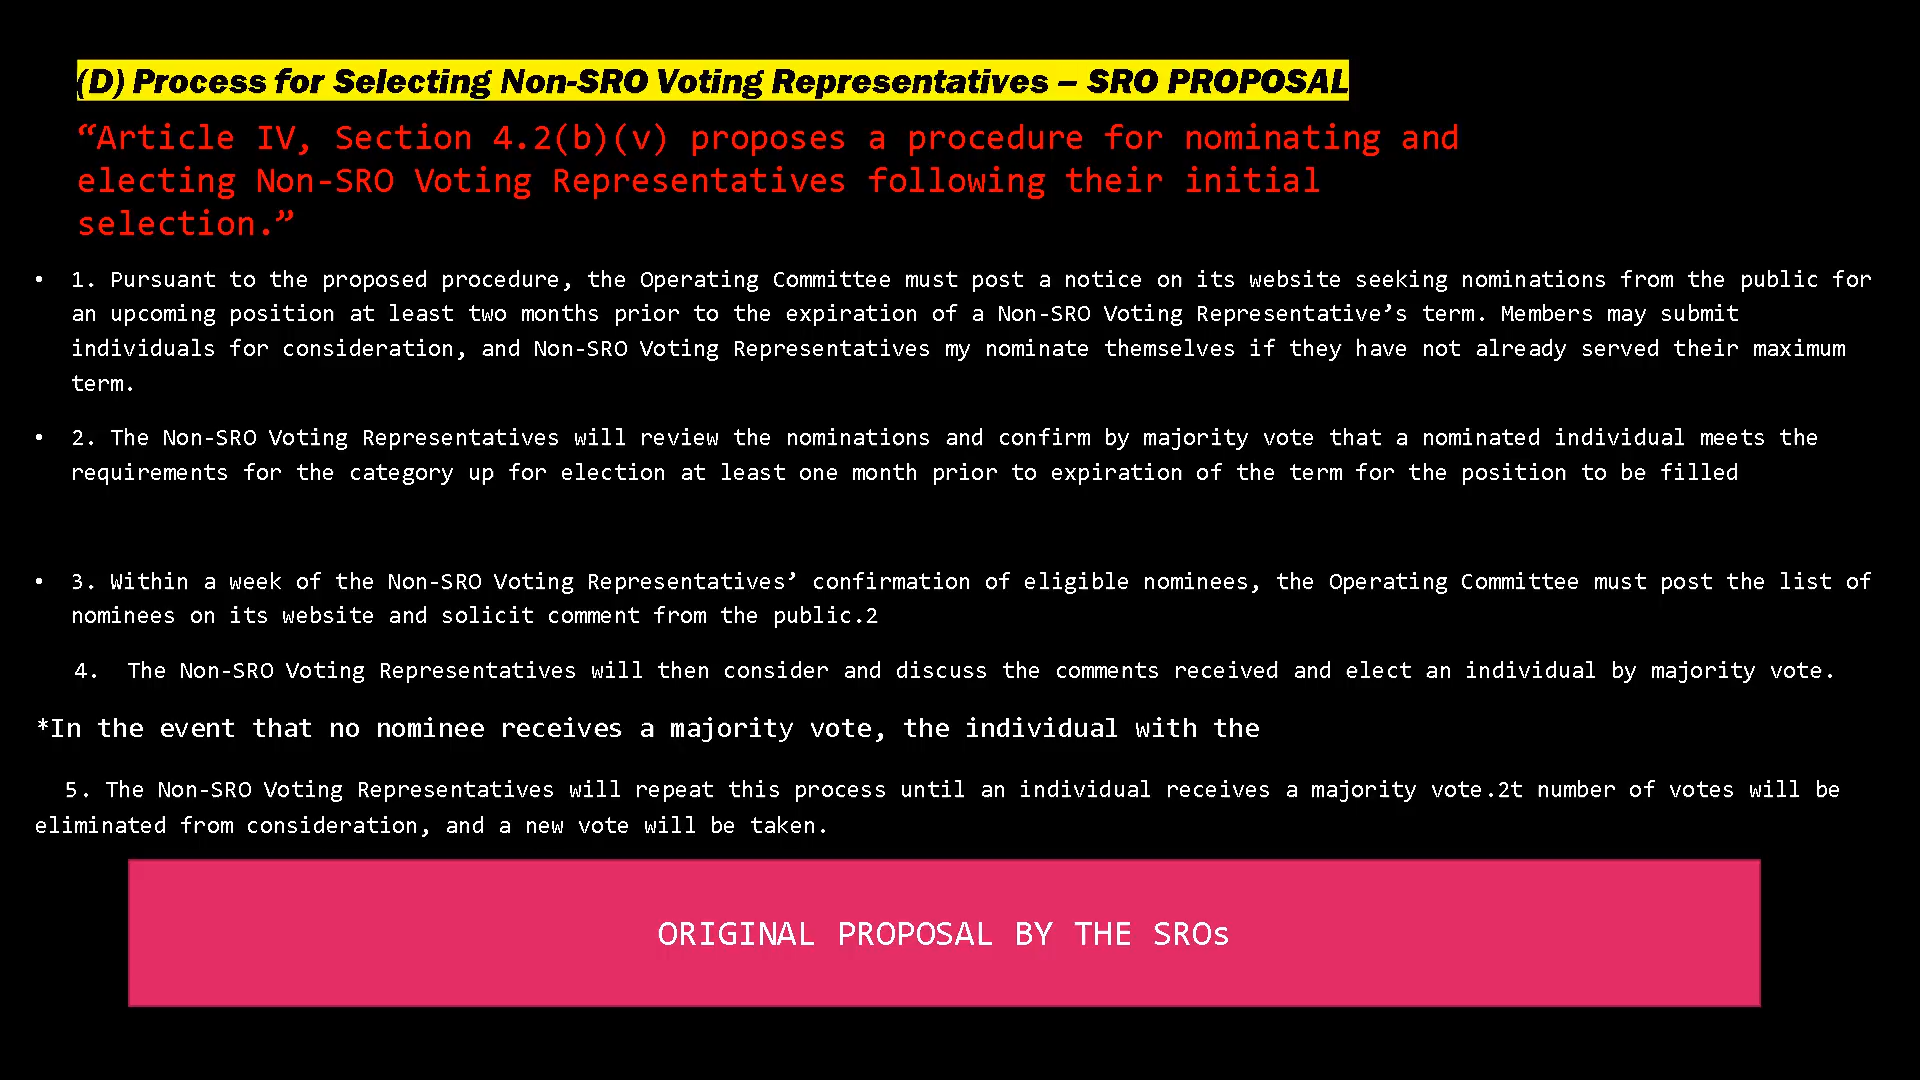 (D) Process for Selecting Non-SRO Voting Representatives – SRO PROPOSAL
“Article IV, Section 4.2(b)(v) proposes a procedure for nominating and
electing Non-SRO Voting Representatives following their initial
selection.”
• 1. Pursuant to the proposed procedure, the Operating Committee must post a notice on its website seeking nominations from the public for
an upcoming position at least two months prior to the expiration of a Non-SRO Voting Representative’s term. Members may submit
individuals for consideration, and Non-SRO Voting Representatives my nominate themselves if they have not already served their maximum
term.
• 2. The Non-SRO Voting Representatives will review the nominations and confirm by majority vote that a nominated individual meets the
requirements for the category up for election at least one month prior to expiration of the term for the position to be filled
• 3. Within a week of the Non-SRO Voting Representatives’ confirmation of eligible nominees, the Operating Committee must post the list of
nominees on its website and solicit comment from the public.2
4. The Non-SRO Voting Representatives will then consider and discuss the comments received and elect an individual by majority vote.
*In the event that no nominee receives a majority vote, the individual with the
5. The Non-SRO Voting Representatives will repeat this process until an individual receives a majority vote.2t number of votes will be
eliminated from consideration, and a new vote will be taken.
ORIGINAL PROPOSAL BY THE SROs